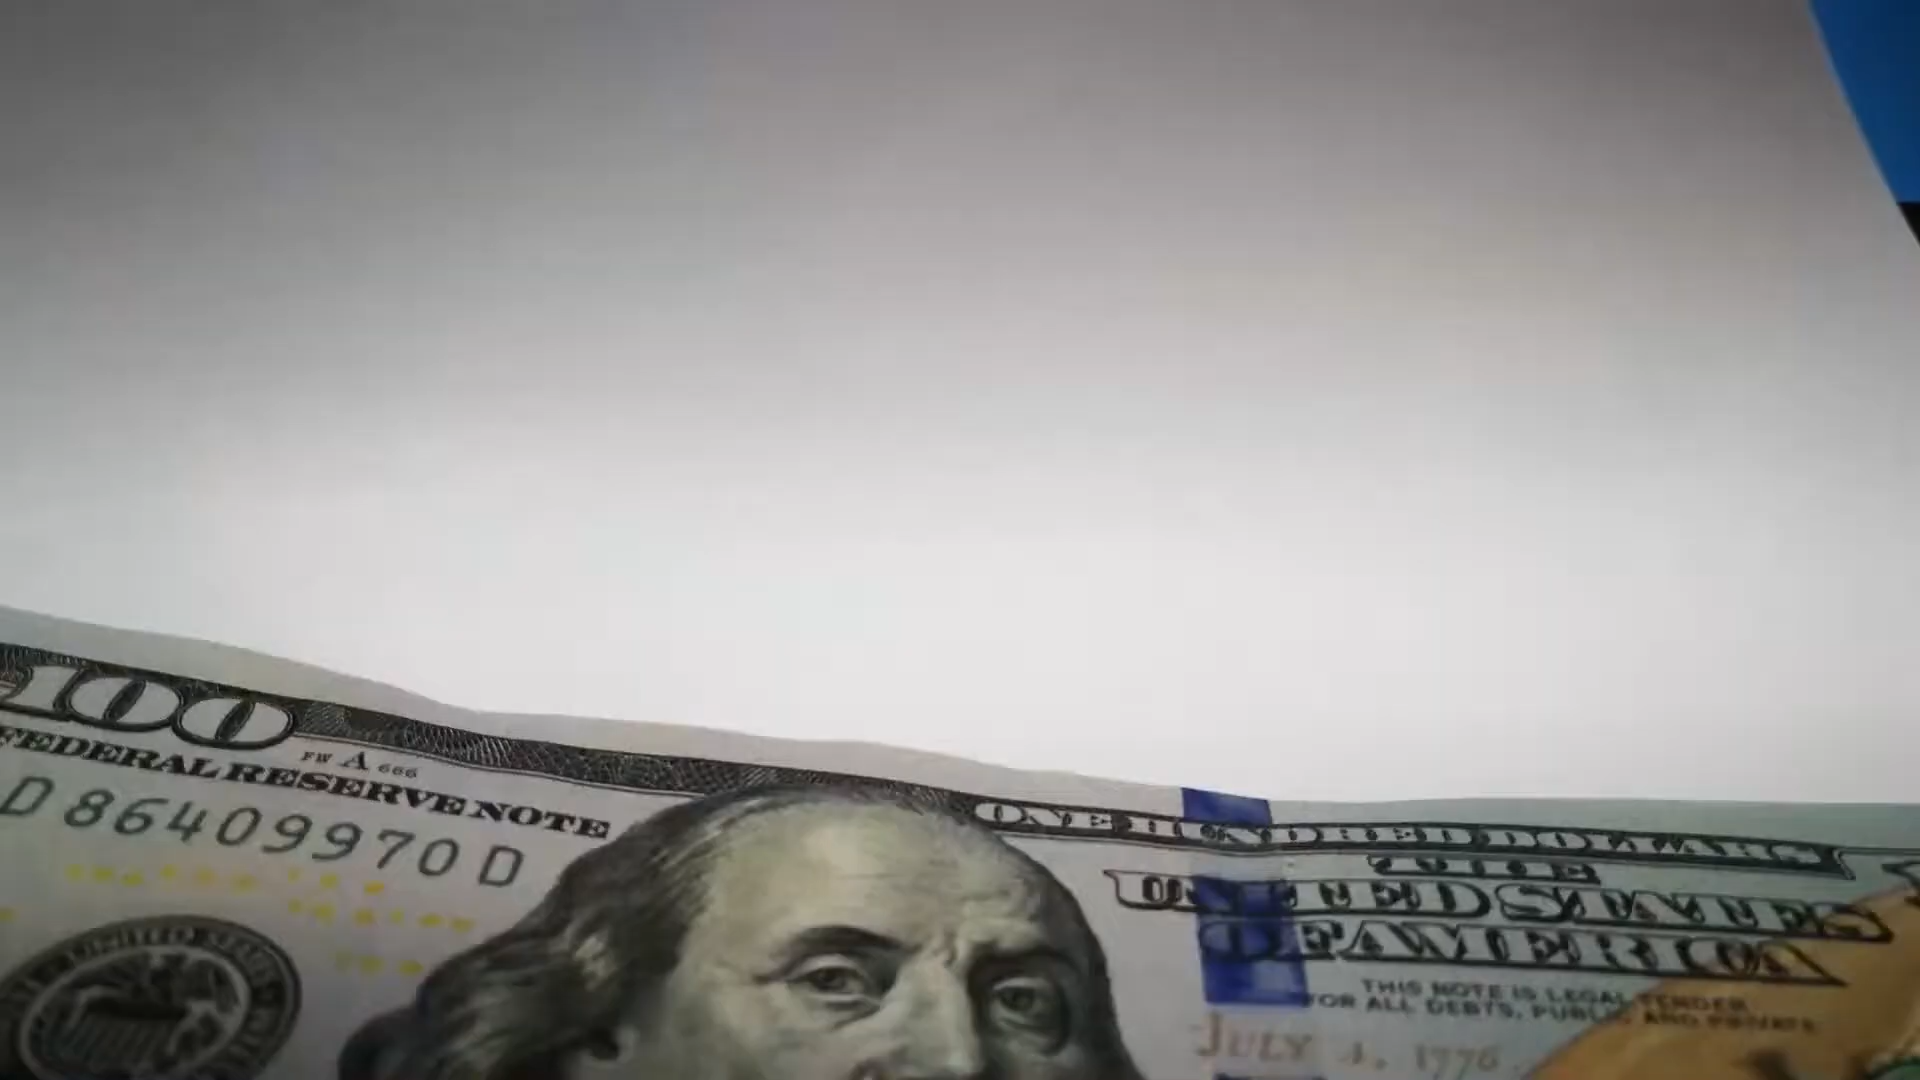 100
FEDERAL RESERVE NOTE
FW A 666
D 86409970 D
ONE HUNDRED DOLLARS
THE
UNITED STATES
OF AMERICA
THIS NOTE IS LEGAL TENDER
FOR ALL DEBTS, PUBLIC AND PRIVATE
JULY 4, 1776